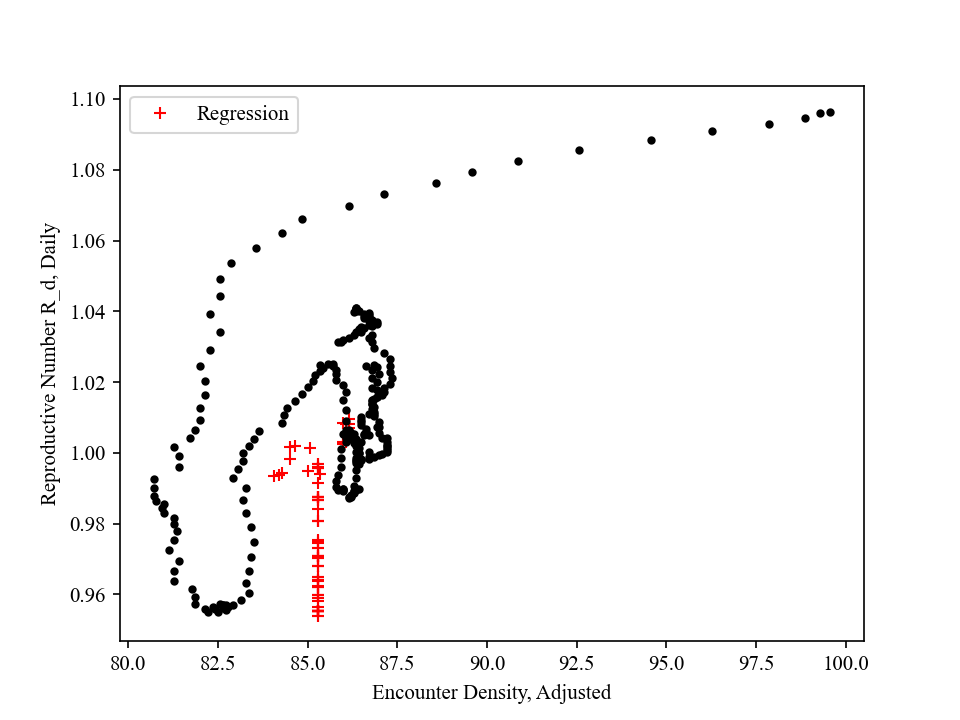 Regression
1.10
1.08
1.06
1.04
1.02
1.00
0.98
0.96
Reproductive Number R_d, Daily
80.0 82.5 85.0 87.5 90.0 92.5 95.0 97.5 100.0
Encounter Density, Adjusted